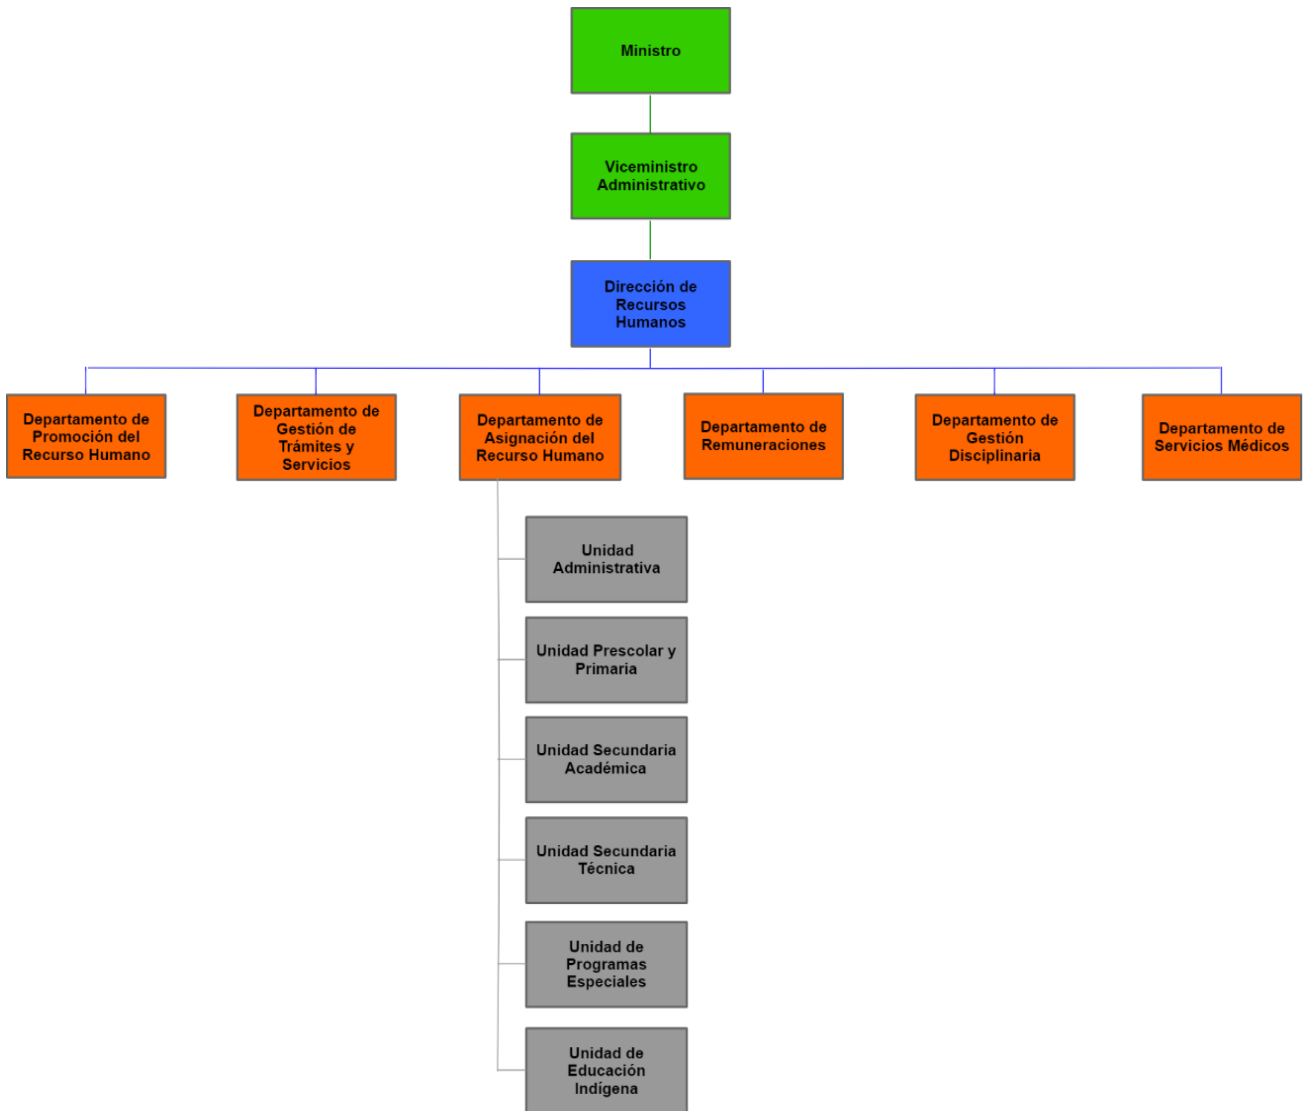 Ministro
Viceministro
Administrativo
Dirección de
Recursos
Humanos
Departamento de
Promoción del
Recurso Humano
Departamento de
Gestión de
Trámites y
Servicios
Departamento de
Asignación del
Recurso Humano
Departamento de
Remuneraciones
Departamento de
Gestión
Disciplinaria
Departamento de
Servicios Médicos
Unidad
Administrativa
Unidad Prescolar y
Primaria
Unidad Secundaria
Académica
Unidad Secundaria
Técnica
Unidad de
Programas
Especiales
Unidad de
Educación
Indígena